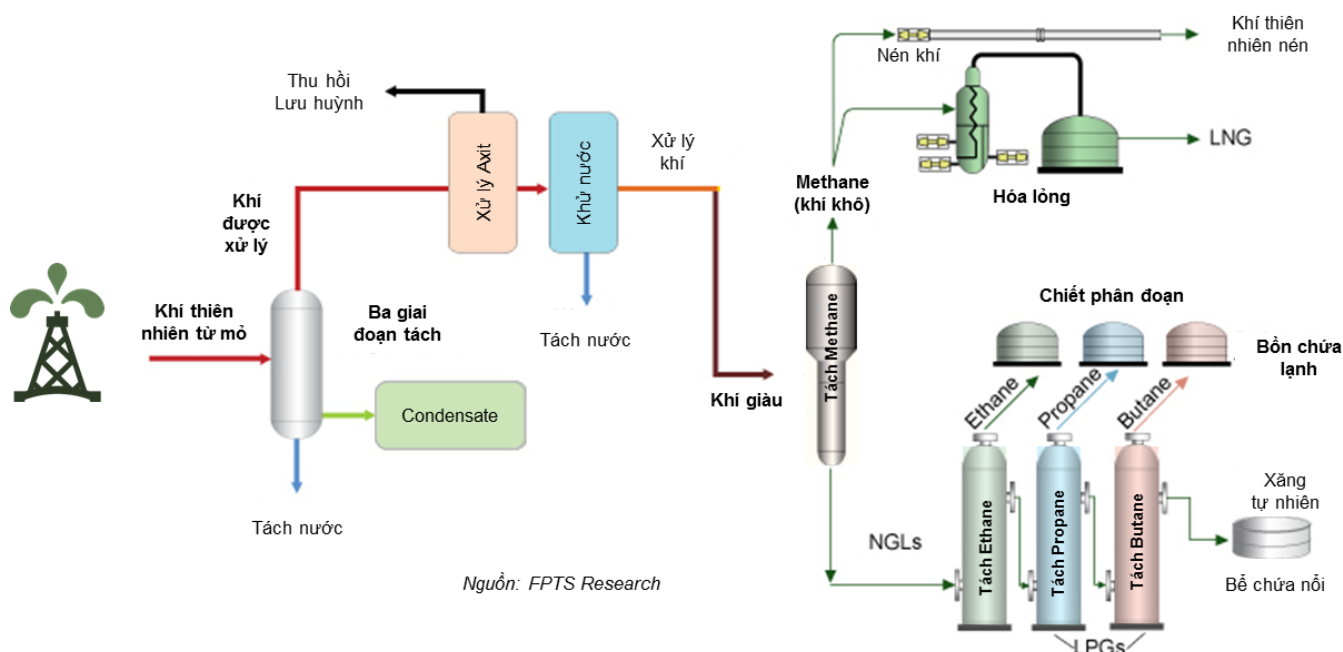 Khí thiên
nhiên từ mỏ
Khí
được
xử lý
Ba giai
đoạn tách
Condensate
Tách nước
Thu hồi
Lưu huỳnh
Xử lý Axit
Khử nước
Tách nước
Xử lý
khí
Khí giàu
Tách Methane
Methane
(khí khô)
Nén khí
Khí thiên
nhiên nén
LNG
Hóa lỏng
Chiết phân đoạn
Bồn chứa
lạnh
Ethane
Propane
Butane
NGLs
Tách Ethane
Tách Propane
Tách Butane
LPGs
Xăng
tự nhiên
Bể chứa nổi
Nguồn: FPTS Research